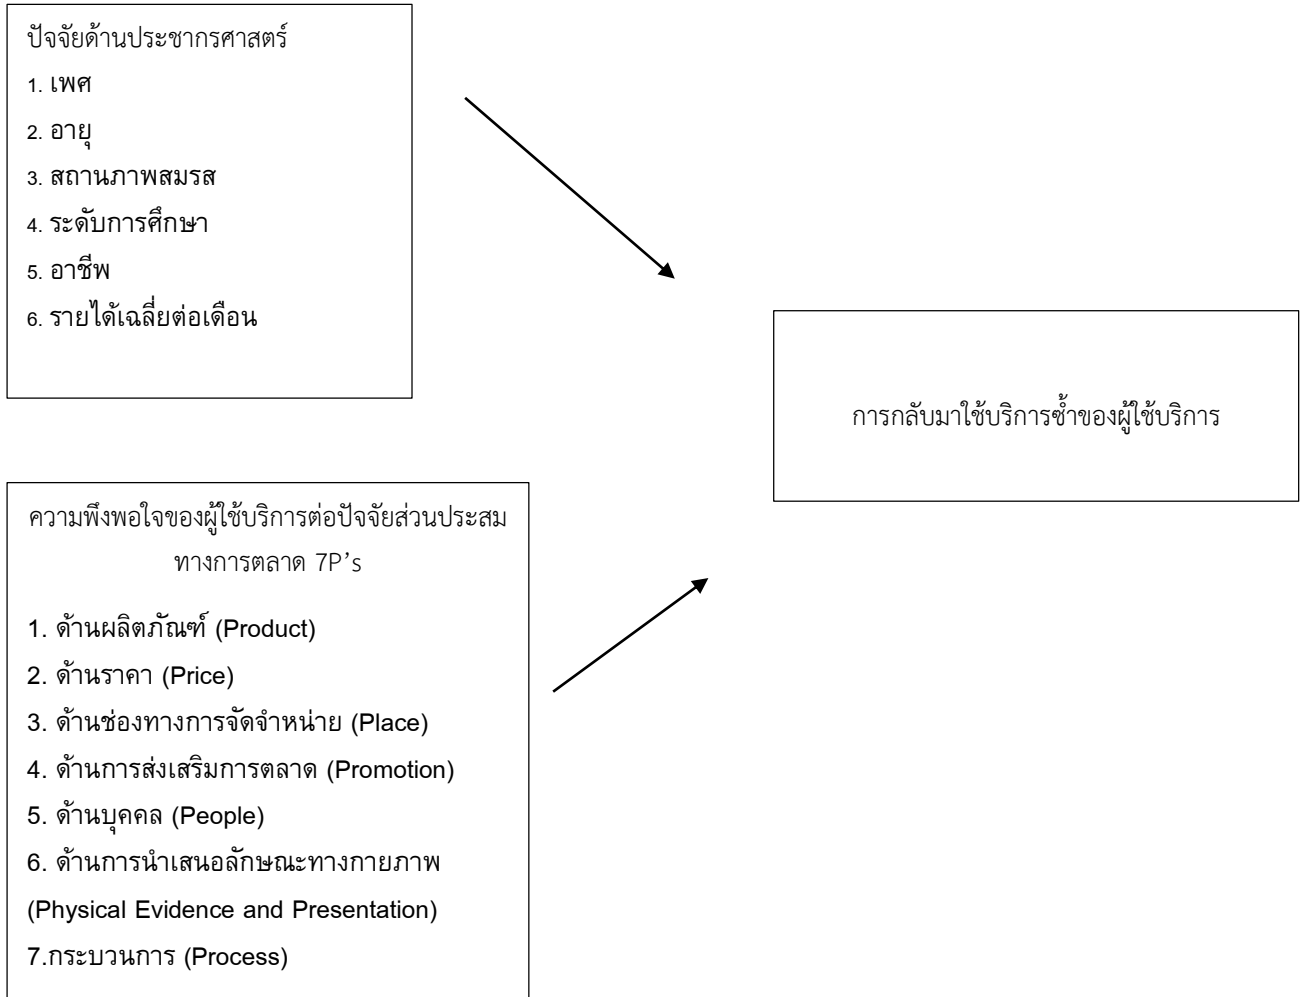 ปัจจัยด้านประชากรศาสตร์
1. เพศ
2. อายุ
3. สถานภาพสมรส
4. ระดับการศึกษา
5. อาชีพ
6. รายได้เฉลี่ยต่อเดือน
การกลับมาใช้บริการซ้ำของผู้ใช้บริการ
ความพึงพอใจของผู้ใช้บริการต่อปัจจัยส่วนประสม
ทางการตลาด 7P’s
1. ด้านผลิตภัณฑ์ (Product)
2. ด้านราคา (Price)
3. ด้านช่องทางการจัดจำหน่าย (Place)
4. ด้านการส่งเสริมการตลาด (Promotion)
5. ด้านบุคคล (People)
6. ด้านการนำเสนอลักษณะทางกายภาพ
(Physical Evidence and Presentation)
7.กระบวนการ (Process)